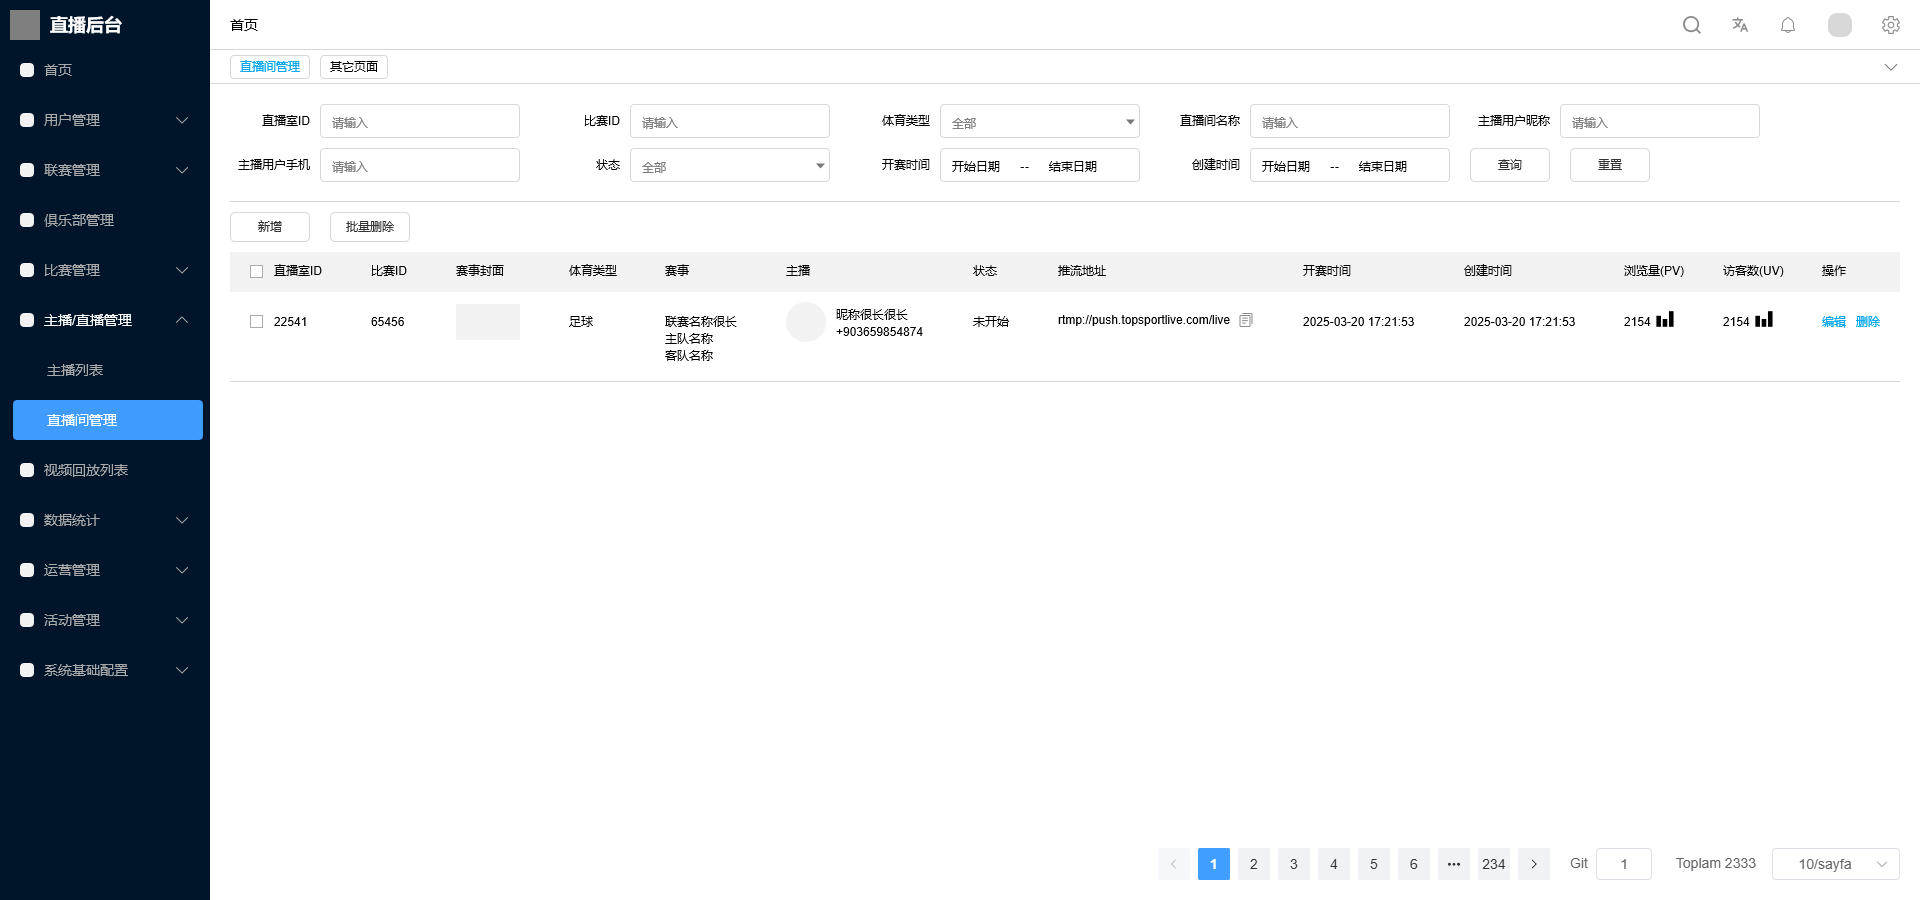 直播后台
首页
首页
用户管理
联赛管理
俱乐部管理
比赛管理
主播/直播管理
主播列表
直播间管理
视频回放列表
数据统计
运营管理
活动管理
系统基础配置
直播间管理 其它页面
直播室ID 请输入 比赛ID 请输入 体育类型 全部 直播间名称 请输入 主播用户昵称 请输入
主播用户手机 请输入 状态 全部 开赛时间 开始日期 -- 结束日期 创建时间 开始日期 -- 结束日期 查询 重置
新增 批量删除
直播室ID 比赛ID 赛事封面 体育类型 赛事 主播 状态 推流地址 开赛时间 创建时间 浏览量(PV) 访客数(UV) 操作
22541 65456 足球 联赛名称很长 昵称很长很长 未开始 rtmp://push.topsportlive.com/live 2025-03-20 17:21:53 2025-03-20 17:21:53 2154 2154 编辑 删除
主队名称 +903659854874
客队名称
1 2 3 4 5 6 ••• 234 Git 1 Toplam 2333 10/sayfa